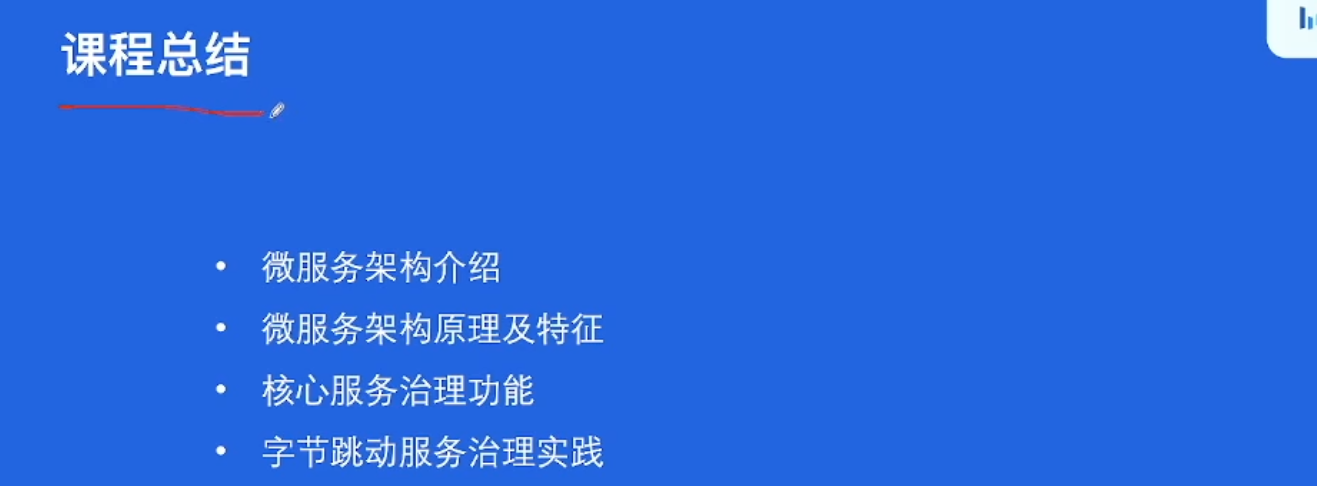 课程总结
• 微服务架构介绍
• 微服务架构原理及特征
• 核心服务治理功能
• 字节跳动服务治理实践